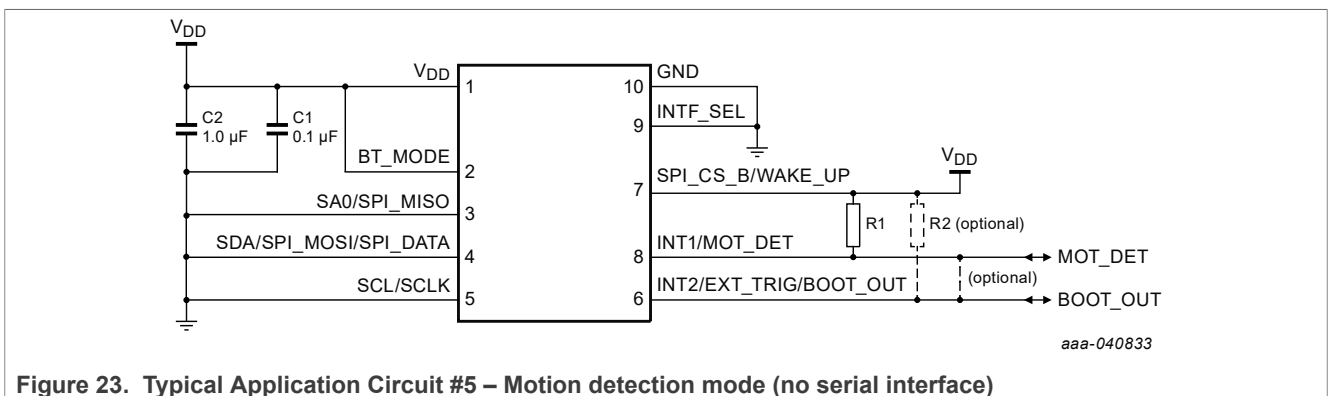 VDD
VDD
1
C2
1.0 µF
C1
0.1 µF
BT_MODE
2
SA0/SPI_MISO
3
SDA/SPI_MOSI/SPI_DATA
4
SCL/SCLK
5
GND
10
INTF_SEL
9
VDD
SPI_CS_B/WAKE_UP
7
R1
R2 (optional)
INT1/MOT_DET
8
MOT_DET
(optional)
INT2/EXT_TRIG/BOOT_OUT
6
BOOT_OUT
aaa-040833
Figure 23. Typical Application Circuit #5 – Motion detection mode (no serial interface)